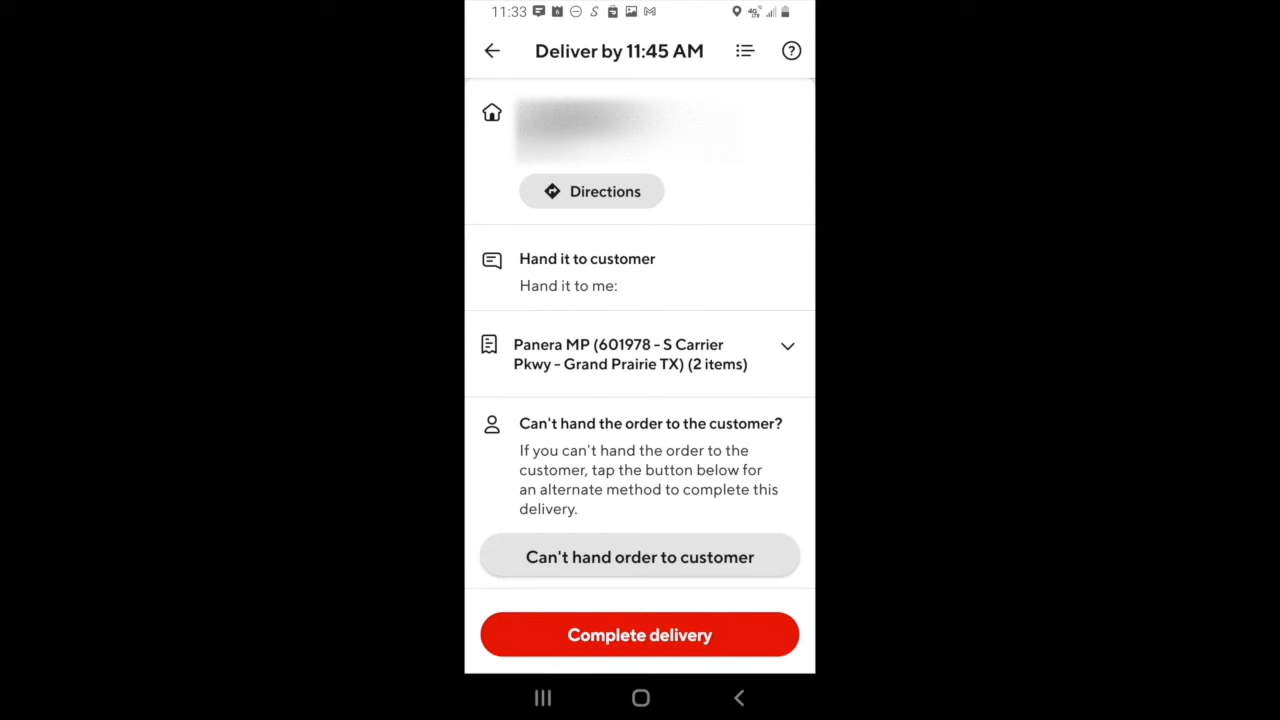 11:33
Deliver by 11:45 AM
Directions
Hand it to customer
Hand it to me:
Panera MP (601978 - S Carrier
Pkwy - Grand Prairie TX) (2 items)
Can't hand the order to the customer?
If you can't hand the order to the
customer, tap the button below for
an alternate method to complete this
delivery.
Can't hand order to customer
Complete delivery